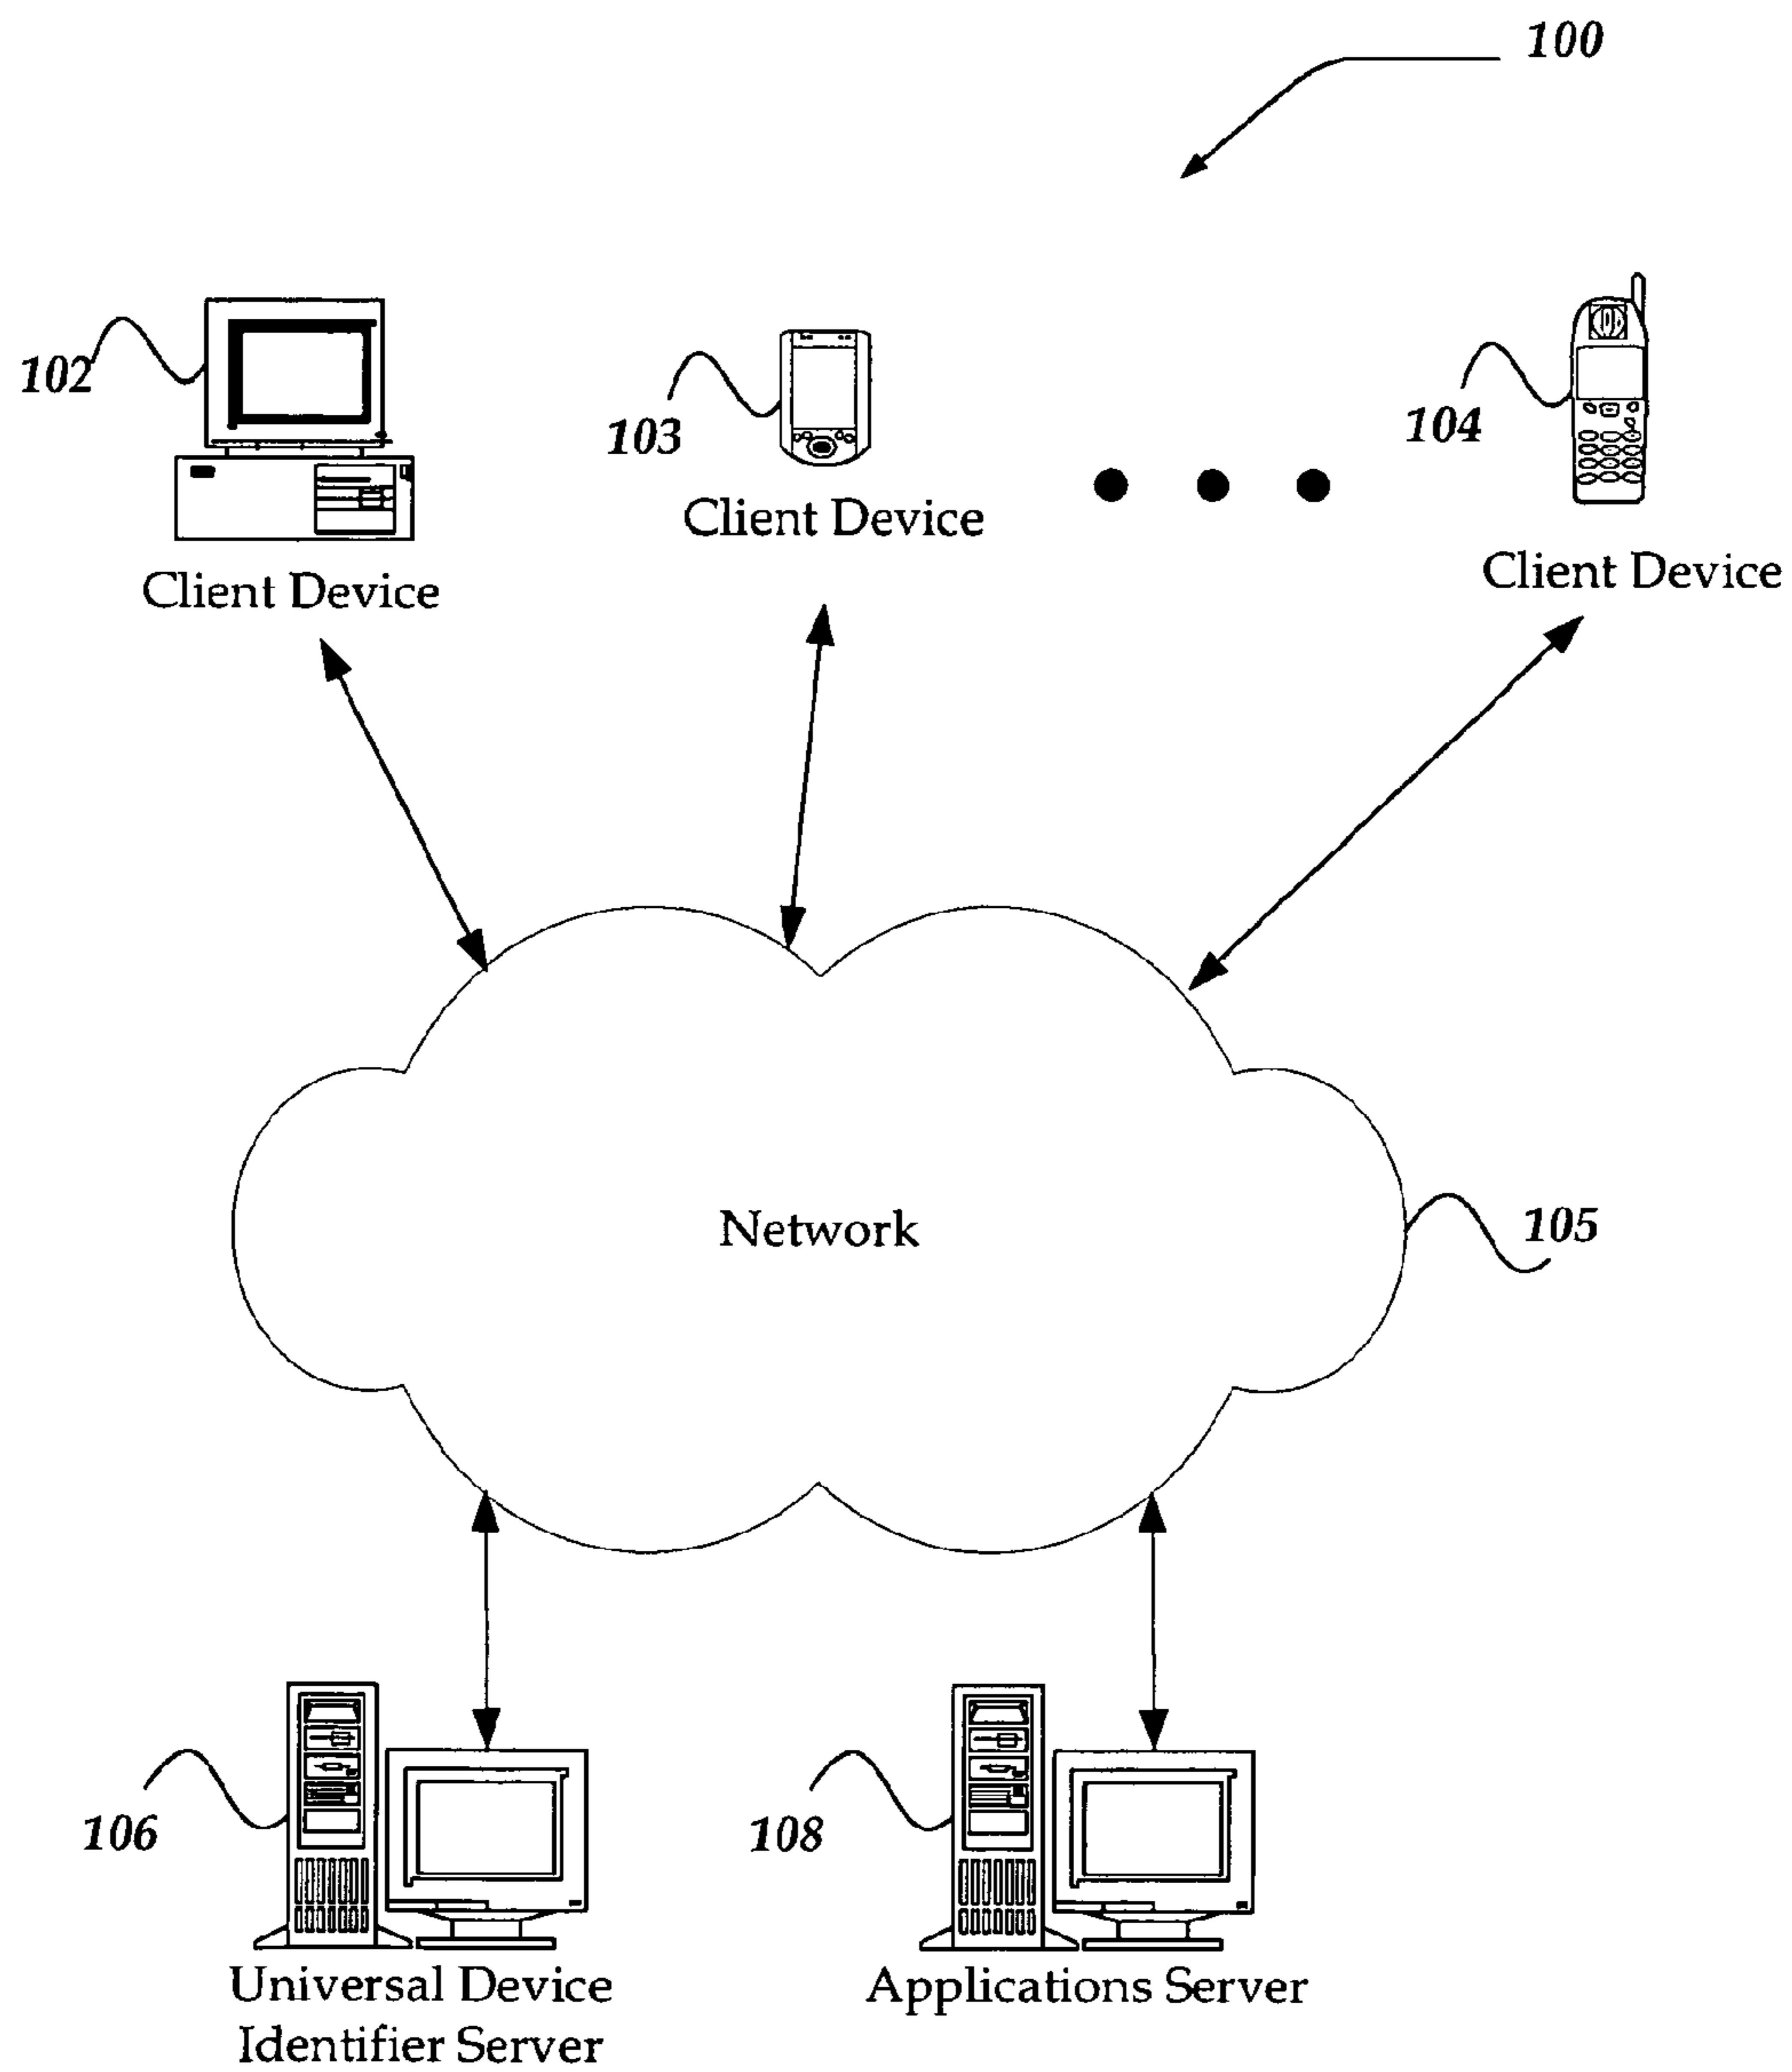 100
102
103
104
Client Device
Client Device
Client Device
Network
105
106
108
Universal Device
Identifier Server
Applications Server